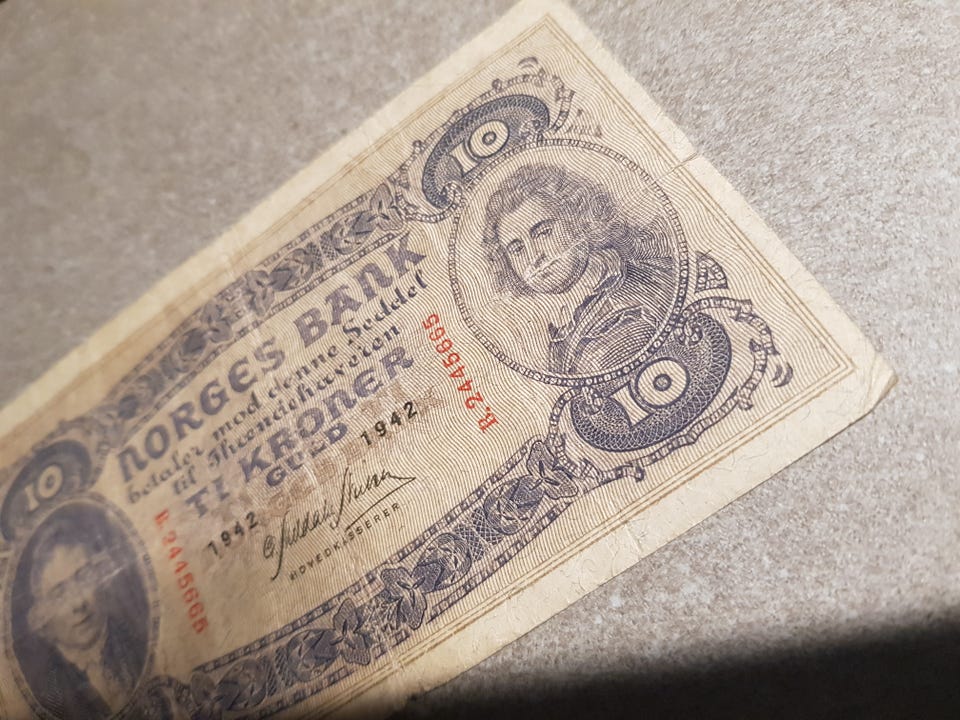 10
NORGES BANK
betaler mod denne Seddel
til Ihændehaveren
TI KRONER
GULD
1942 1942
B.2445665
B.2445665
HOVEDKASSERER
10
10